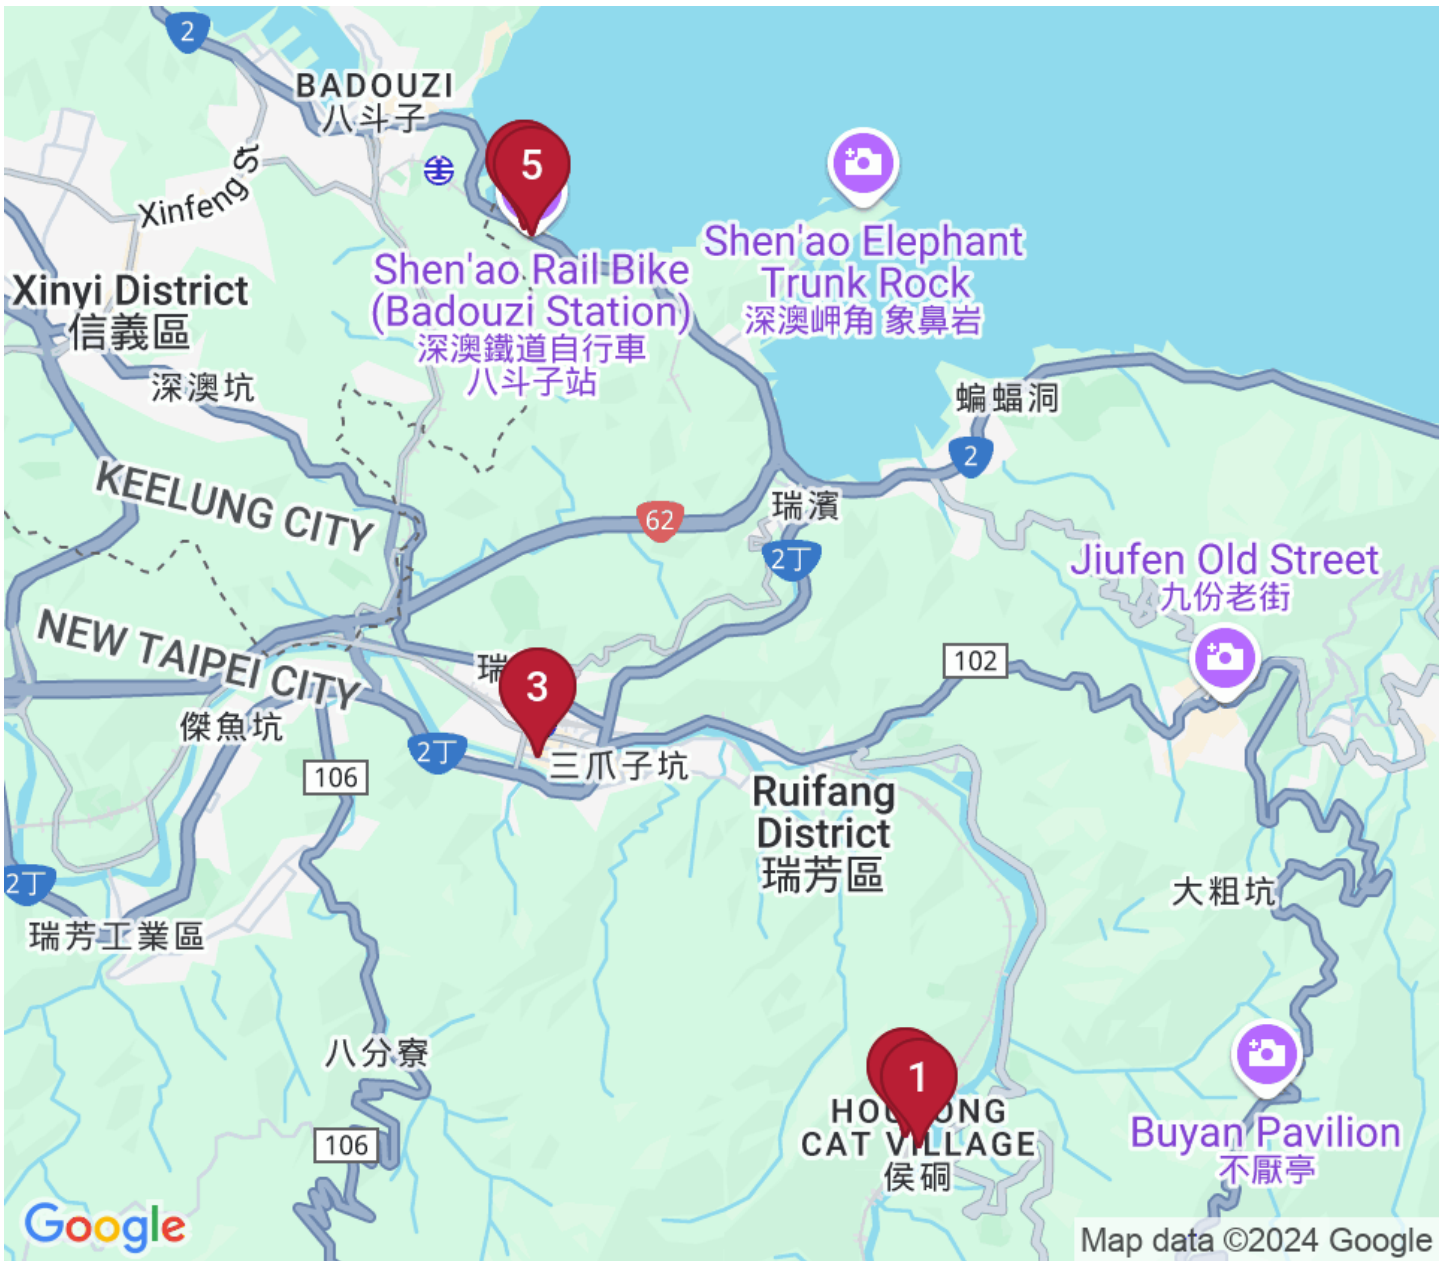 2
BADOUZI
八斗子
Xinfeng St
5
Shen'ao Elephant
Trunk Rock
深澳岬角 象鼻岩
Shen'ao Rail Bike
(Badouzi Station)
深澳鐵道自行車
八斗子站
Xinyi District
信義區
深澳坑
蝙蝠洞
2
KEELUNG CITY
62
瑞濱
2丁
Jiufen Old Street
九份老街
NEW TAIPEI CITY
102
瑞
3
傑魚坑
2丁
三爪子坑
106
Ruifang
District
瑞芳區
2丁
大粗坑
瑞芳工業區
八分寮
1
HOU ONG
CAT VILLAGE
侯硐
106
Buyan Pavilion
不厭亭
Google
Map data ©2024 Google